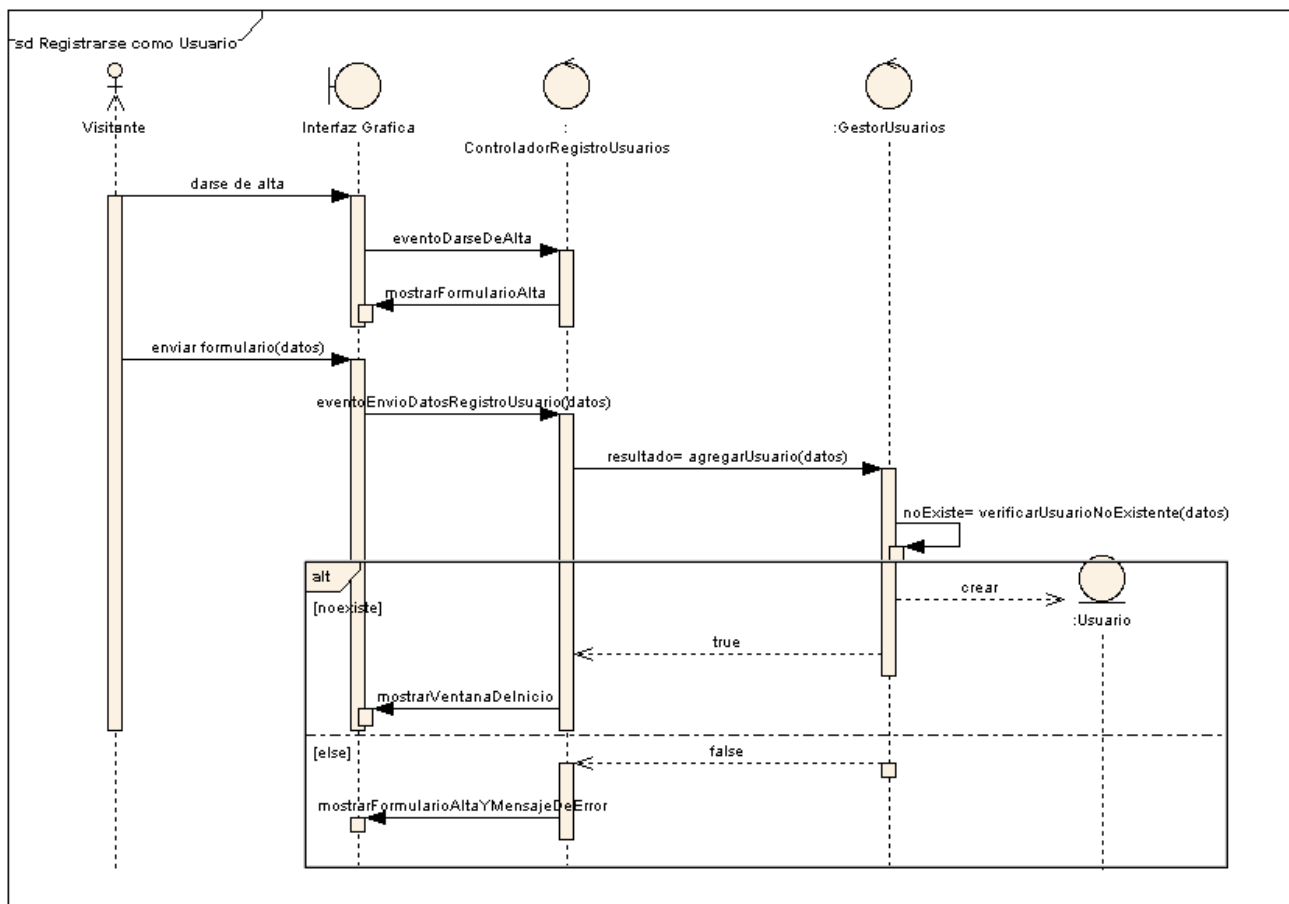 sd Registrarse como Usuario
Visitante
Interfaz Grafica
:
ControladorRegistroUsuarios
:GestorUsuarios
darse de alta
eventoDarseDeAlta
mostrarFormularioAlta
enviar formulario(datos)
eventoEnvioDatosRegistroUsuario(datos)
resultado= agregarUsuario(datos)
noExiste= verificarUsuarioNoExistente(datos)
alt
[noexiste]
crear
:Usuario
true
mostrarVentanaDeInicio
[else]
false
mostrarFormularioAltaYMensajeDeError